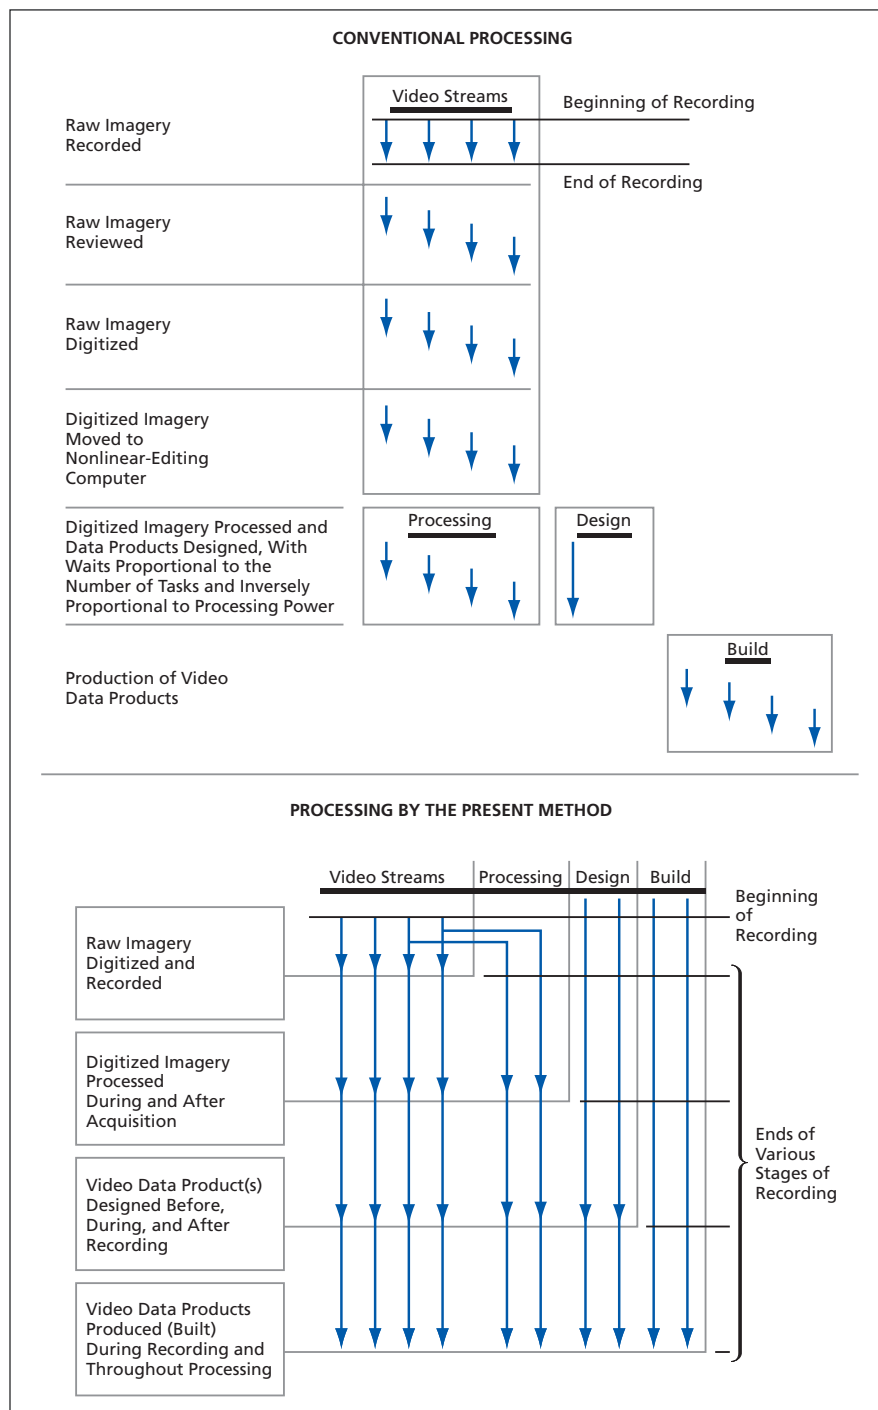 CONVENTIONAL PROCESSING
Video Streams
Beginning of Recording
Raw Imagery
Recorded
End of Recording
Raw Imagery
Reviewed
Raw Imagery
Digitized
Digitized Imagery
Moved to
Nonlinear-Editing
Computer
Processing
Design
Digitized Imagery Processed and
Data Products Designed, With
Waits Proportional to the
Number of Tasks and Inversely
Proportional to Processing Power
Build
Production of Video
Data Products
PROCESSING BY THE PRESENT METHOD
Video Streams
Processing
Design
Build
Beginning
of
Recording
Raw Imagery
Digitized and
Recorded
Digitized Imagery
Processed
During and After
Acquisition
Ends of
Various
Stages of
Recording
Video Data Product(s)
Designed Before,
During, and After
Recording
Video Data Products
Produced (Built)
During Recording and
Throughout Processing